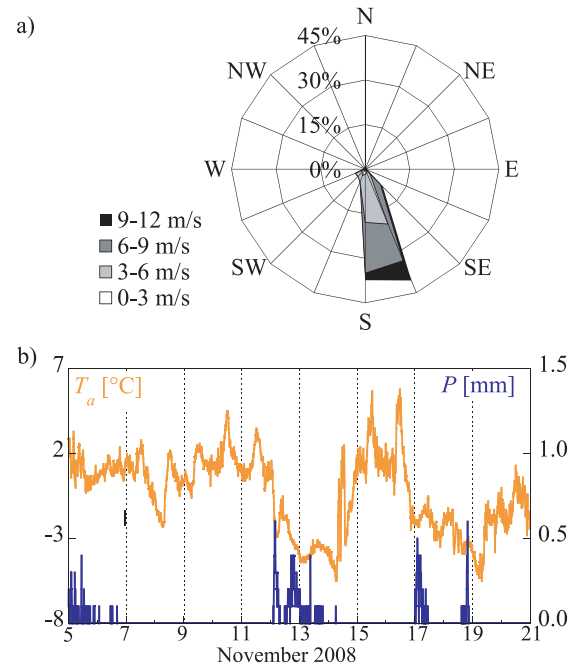 a)
N
45%
NW
NE
30%
15%
W
0%
E
9-12 m/s
6-9 m/s
3-6 m/s
SW
SE
0-3 m/s
S
b)
7
1.5
Ta [°C]
P [mm]
2
1.0
-3
0.5
-8
0.0
5 7 9 11 13 15 17 19 21
November 2008